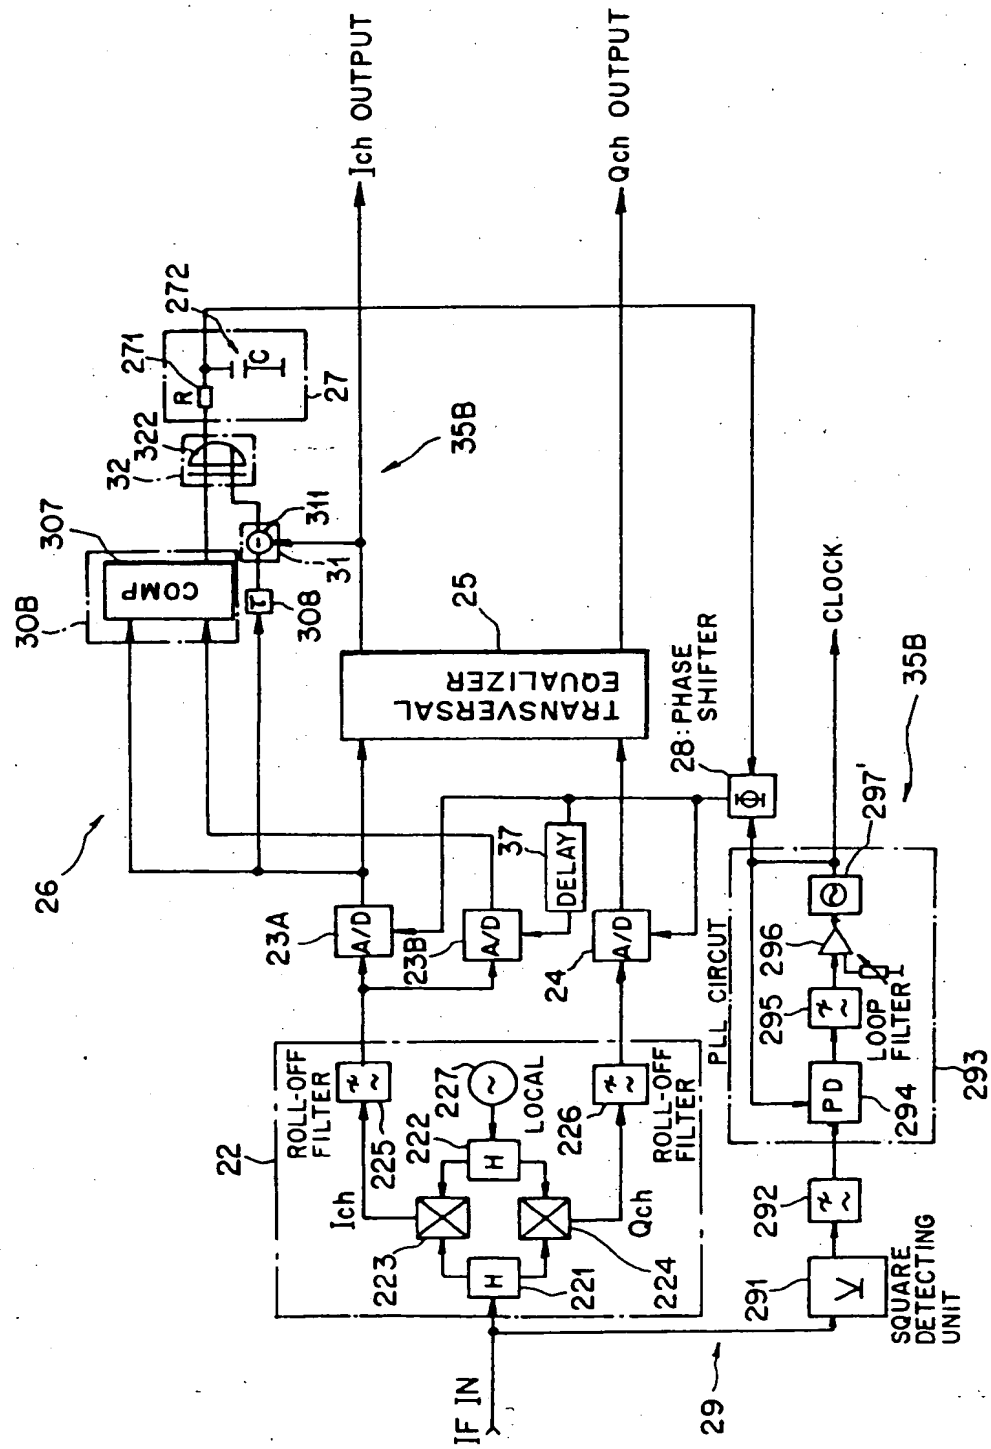 26
30B
307
COMP
308
τ
31
311
32
322
R
271
272
C
27
Ich OUTPUT
Qch OUTPUT
35B
25
TRANSVERSAL
EQUALIZER
23A
A/D
23B
A/D
37
DELAY
24
A/D
28:PHASE
SHIFTER
Φ
22
ROLL-OFF
FILTER
225
Ich
227
LOCAL
222
H
223
221
H
224
Qch
226
ROLL-OFF
FILTER
IF IN
29
291
SQUARE
DETECTING
UNIT
292
PLL CIRCUT
PD
294
295
LOOP
FILTER
296
297'
293
CLOCK
35B